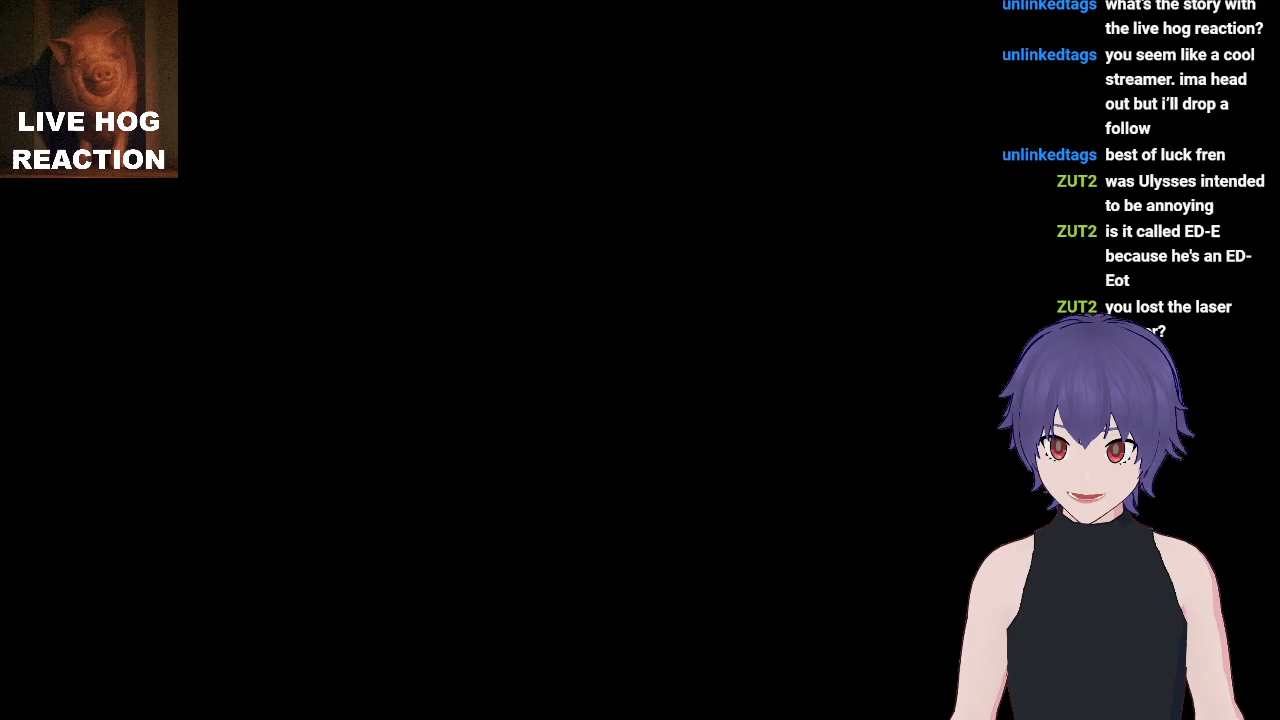 LIVE HOG
REACTION
unlinkedtags what's the story with
the live hog reaction?
unlinkedtags you seem like a cool
streamer. ima head
out but i'll drop a
follow
unlinkedtags best of luck fren
ZUT2 was Ulysses intended
to be annoying
ZUT2 is it called ED-E
because he's an ED-
Eot
ZUT2 you lost the laser